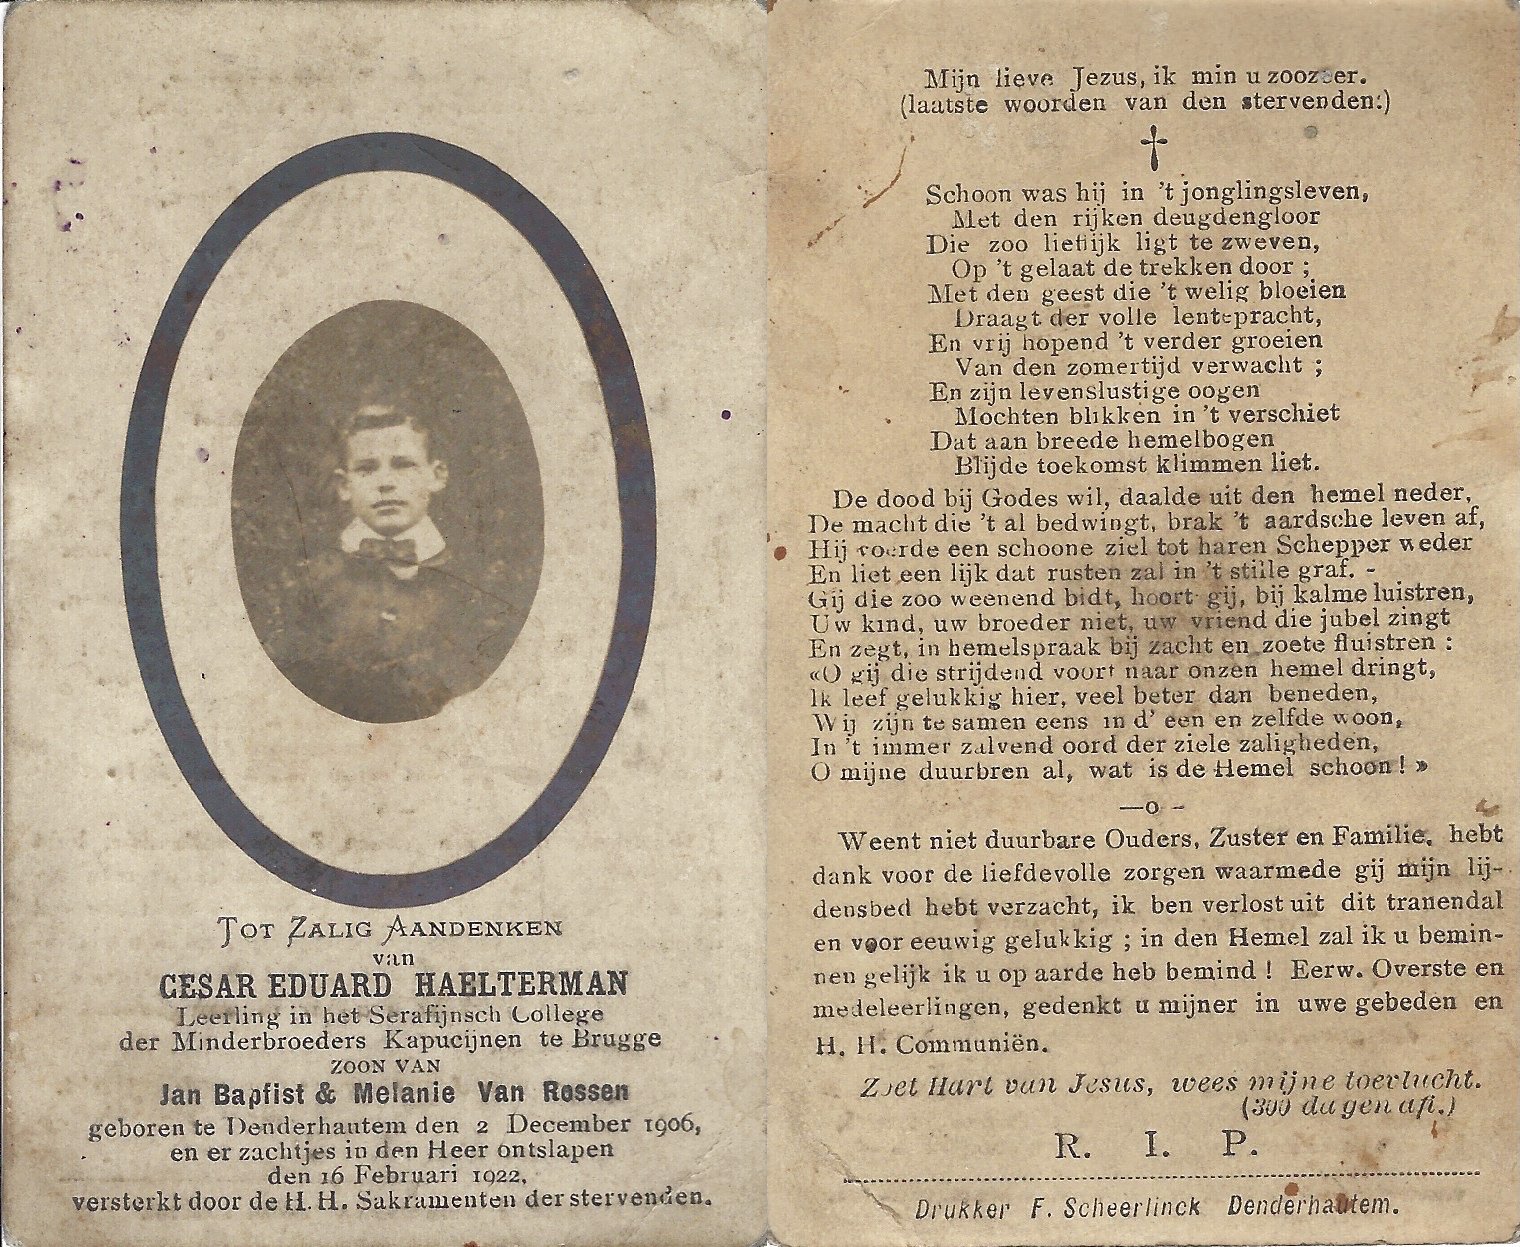 TOT ZALIG AANDENKEN
van
CESAR EDUARD HAELTERMAN
Leerling in het Serafijnsch College
der Minderbroeders Kapucijnen te Brugge
ZOON VAN
Jan Baptist & Melanie Van Rossen
geboren te Denderhautem den 2 December 1906,
en er zachtjes in den Heer ontslapen
den 16 Februari 1922,
versterkt door de H. H. Sakramenten der stervenden.
Mijn lieve Jezus, ik min u zoozeer.
(laatste woorden van den stervenden.)
Schoon was hij in 't jonglingsleven,
Met den rijken deugdengloor
Die zoo lieflijk ligt te zweven,
Op 't gelaat de trekken door ;
Met den geest die 't welig bloeien
Draagt der volle lentepracht,
En vrij hopend 't verder groeien
Van den zomertijd verwacht ;
En zijn levenslustige oogen
Mochten blikken in 't verschiet
Dat aan breede hemelbogen
Blijde toekomst klimmen liet.
De dood bij Godes wil, daalde uit den hemel neder,
De macht die 't al bedwingt, brak 't aardsche leven af,
Hij voerde een schoone ziel tot haren Schepper weder
En liet een lijk dat rusten zal in 't stille graf. -
Gij die zoo weenend bidt, hoort gij, bij kalme luistren,
Uw kind, uw broeder niet, uw vriend die jubel zingt
En zegt, in hemelspraak bij zacht en zoete fluistren :
«O gij die strijdend voort naar onzen hemel dringt,
Ik leef gelukkig hier, veel beter dan beneden,
Wij zijn te samen eens in d' een en zelfde woon,
In 't immer zalvend oord der ziele zaligheden,
O mijne duurbren al, wat is de Hemel schoon! »
—o -
Weent niet duurbare Ouders, Zuster en Familie, hebt
dank voor de liefdevolle zorgen waarmede gij mijn lij-
densbed hebt verzacht, ik ben verlost uit dit tranendal
en voor eeuwig gelukkig ; in den Hemel zal ik u bemin-
nen gelijk ik u op aarde heb bemind ! Eerw. Overste en
medeleerlingen, gedenkt u mijner in uwe gebeden en
H. H. Communiën.
Zoet Hart van Jesus, wees mijne toevlucht.
(300 dagen afl.)
R. I. P.
Drukker F. Scheerlinck Denderhautem.